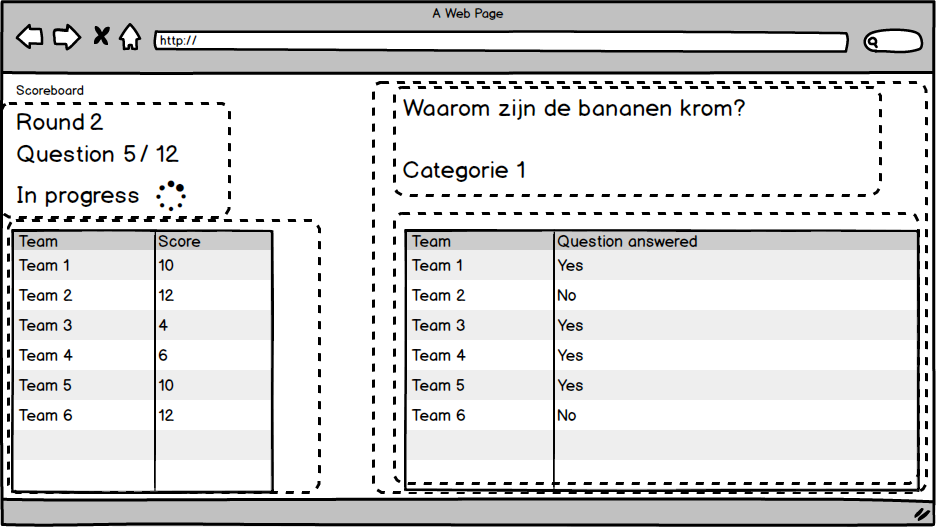 A Web Page
http://
Scoreboard
Round 2
Question 5 / 12
In progress
Team Score
Team 1 10
Team 2 12
Team 3 4
Team 4 6
Team 5 10
Team 6 12
Waarom zijn de bananen krom?
Categorie 1
Team Question answered
Team 1 Yes
Team 2 No
Team 3 Yes
Team 4 Yes
Team 5 Yes
Team 6 No